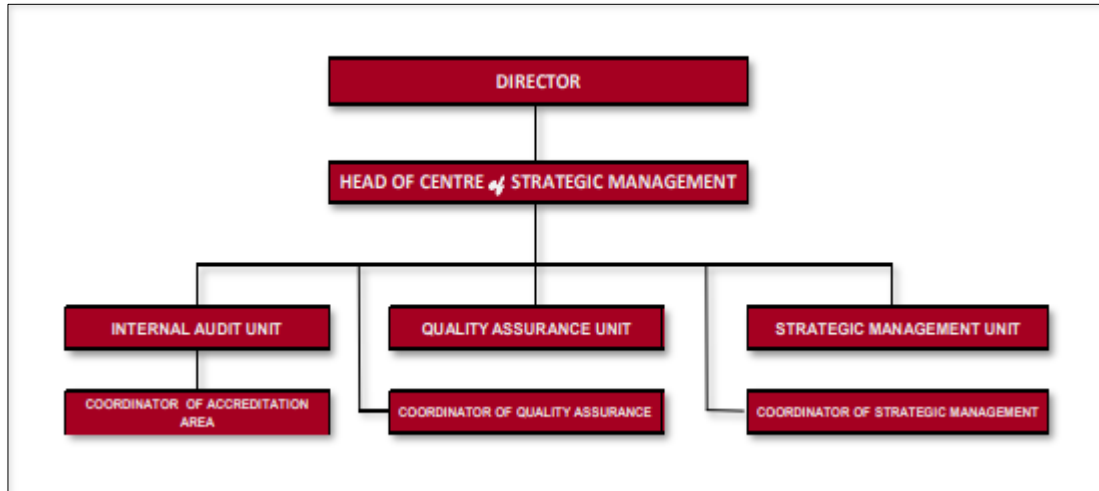 DIRECTOR
HEAD OF CENTRE of STRATEGIC MANAGEMENT
INTERNAL AUDIT UNIT
QUALITY ASSURANCE UNIT
STRATEGIC MANAGEMENT UNIT
COORDINATOR OF ACCREDITATION
AREA
COORDINATOR OF QUALITY ASSURANCE
COORDINATOR OF STRATEGIC MANAGEMENT